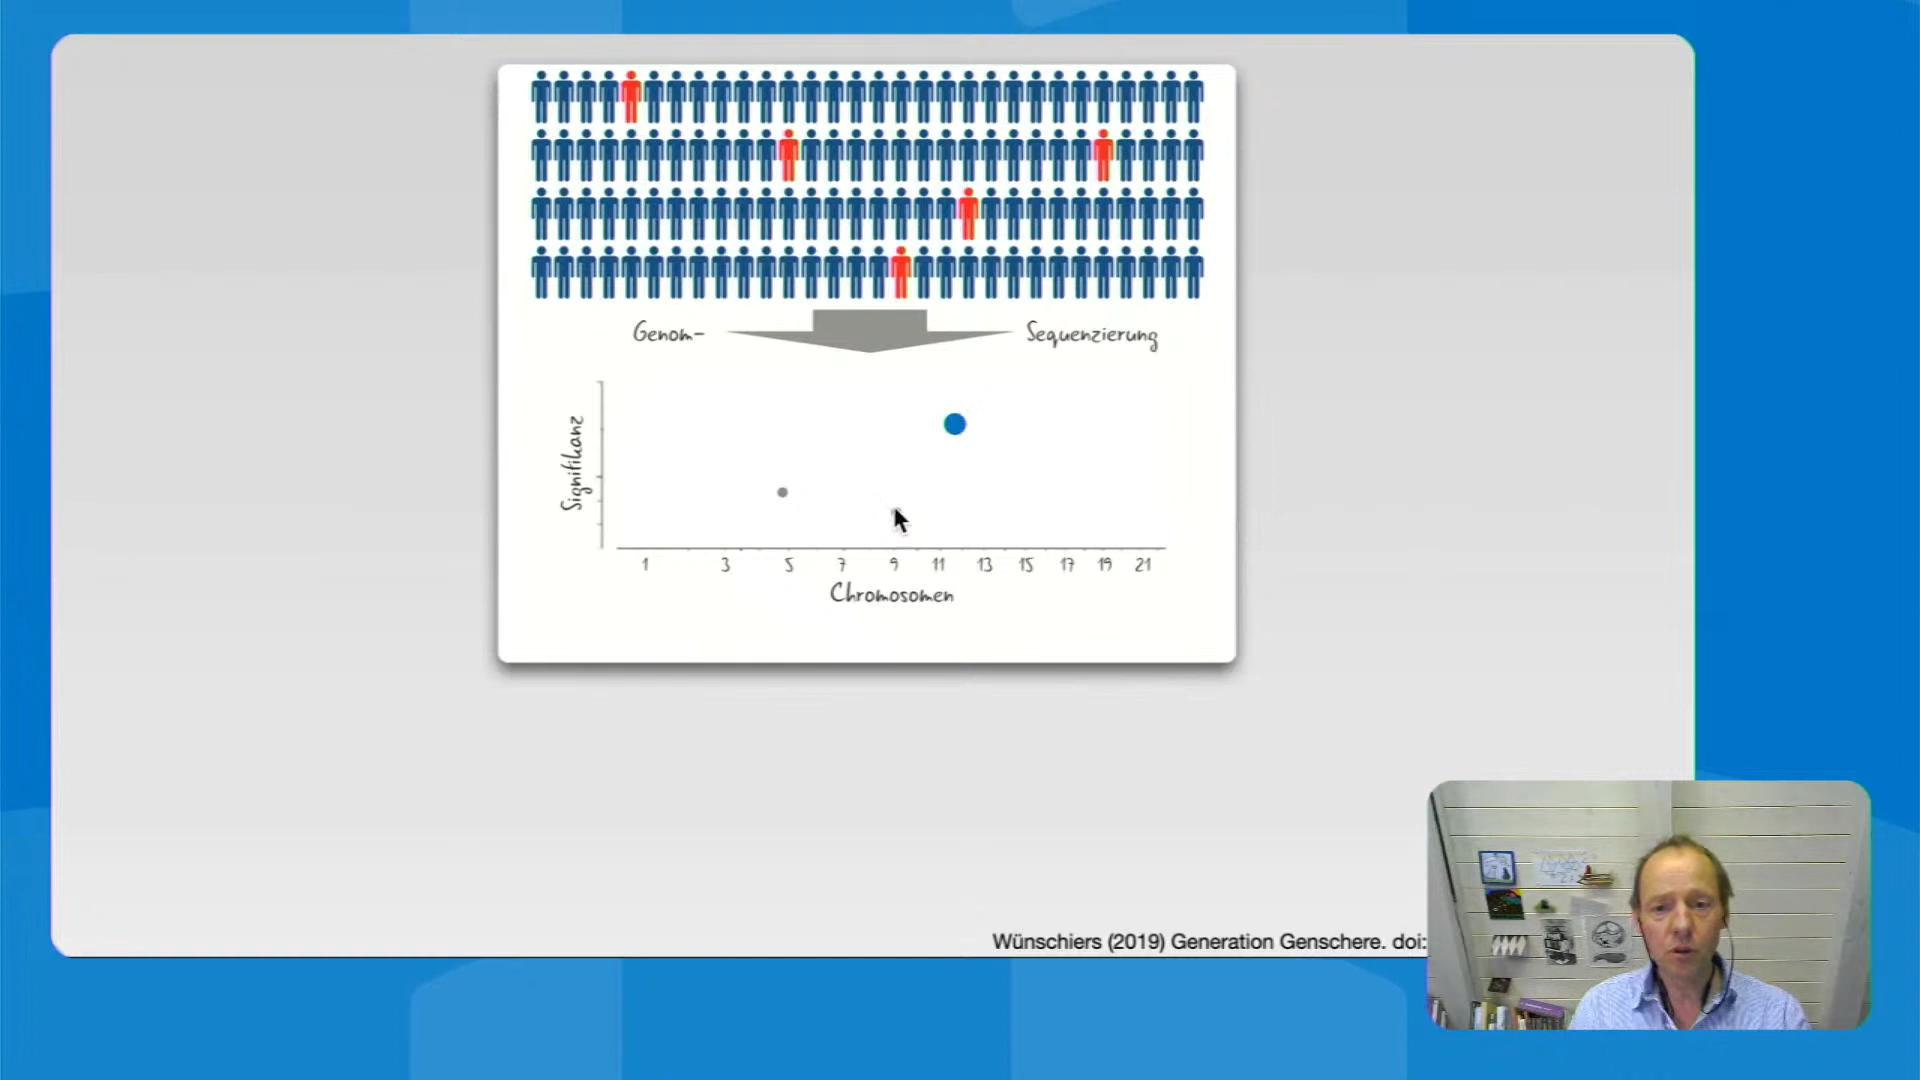 Genom-
Sequenzierung
Signifikanz
1 3 5 7 9 11 13 15 17 19 21
Chromosomen
Wünschiers (2019) Generation Genschere. doi: